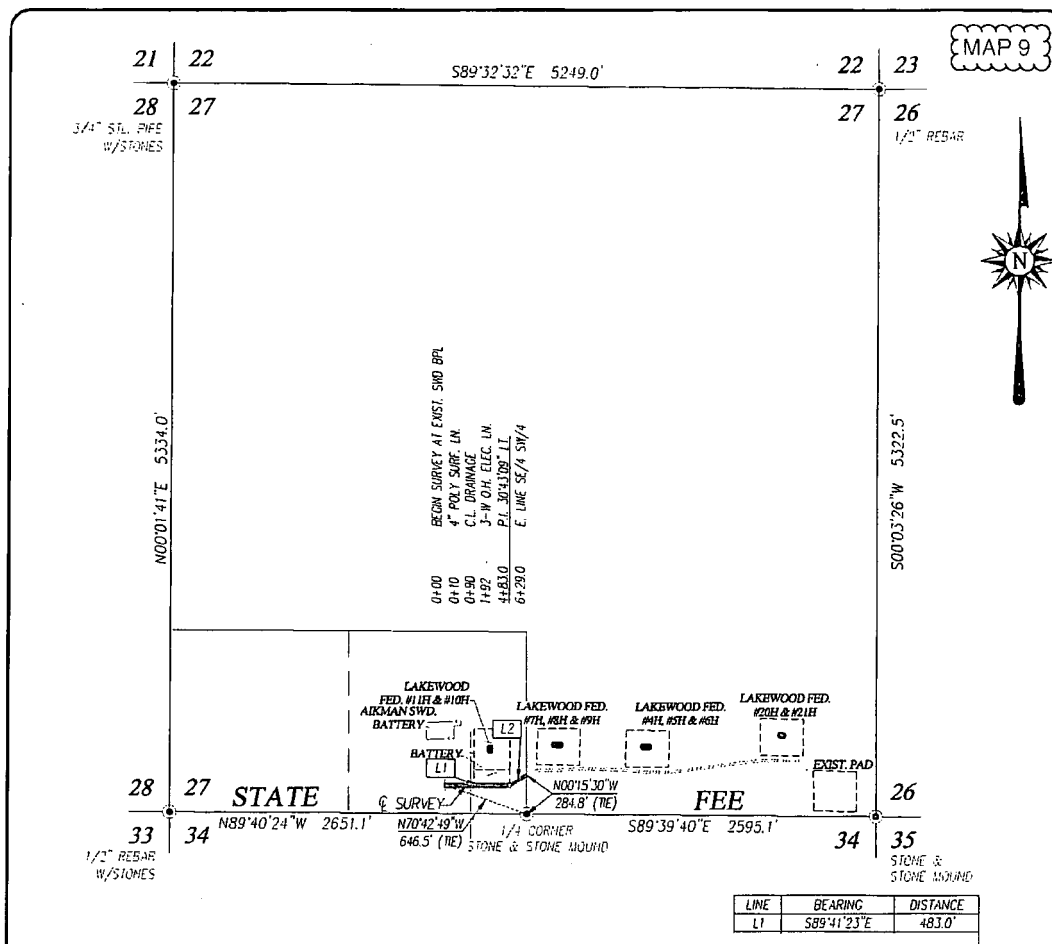 MAP 9
21 22
S89°32'32"E 5249.0'
22 23
28 27
27 26
3/4" STL. PIPE
W/STONES
1/2" REBAR
N
N00°01'41"E 5334.0'
S00°03'26"W 5322.5'
0+00 BEGIN SURVEY AT EXIST. SWD BPL
0+10 4" POLY SURF. LN.
0+90 C.L. DRAINAGE
1+92 3-W O.H. ELEC. LN.
4+83.0 P.I. 30°43'09" LT.
6+29.0 E. LINE SE/4 SW/4
LAKEWOOD
FED. #11H & #10H
AIKMAN SWD.
BATTERY
BATTERY
L1
L2
LAKEWOOD FED.
#7H, #8H & #9H
LAKEWOOD FED.
#4H, #5H & #6H
LAKEWOOD FED.
#20H & #21H
EXIST. PAD
N00°15'30"W
284.8' (TIE)
28 27
STATE
℄ SURVEY
FEE
26
N89°40'24"W 2651.1'
N70°42'49"W
646.5' (TIE)
1/4 CORNER
STONE & STONE MOUND
S89°39'40"E 2595.1'
33 34
34 35
1/2" REBAR
W/STONES
STONE &
STONE MOUND
LINE BEARING DISTANCE
L1 S89°41'23"E 483.0'